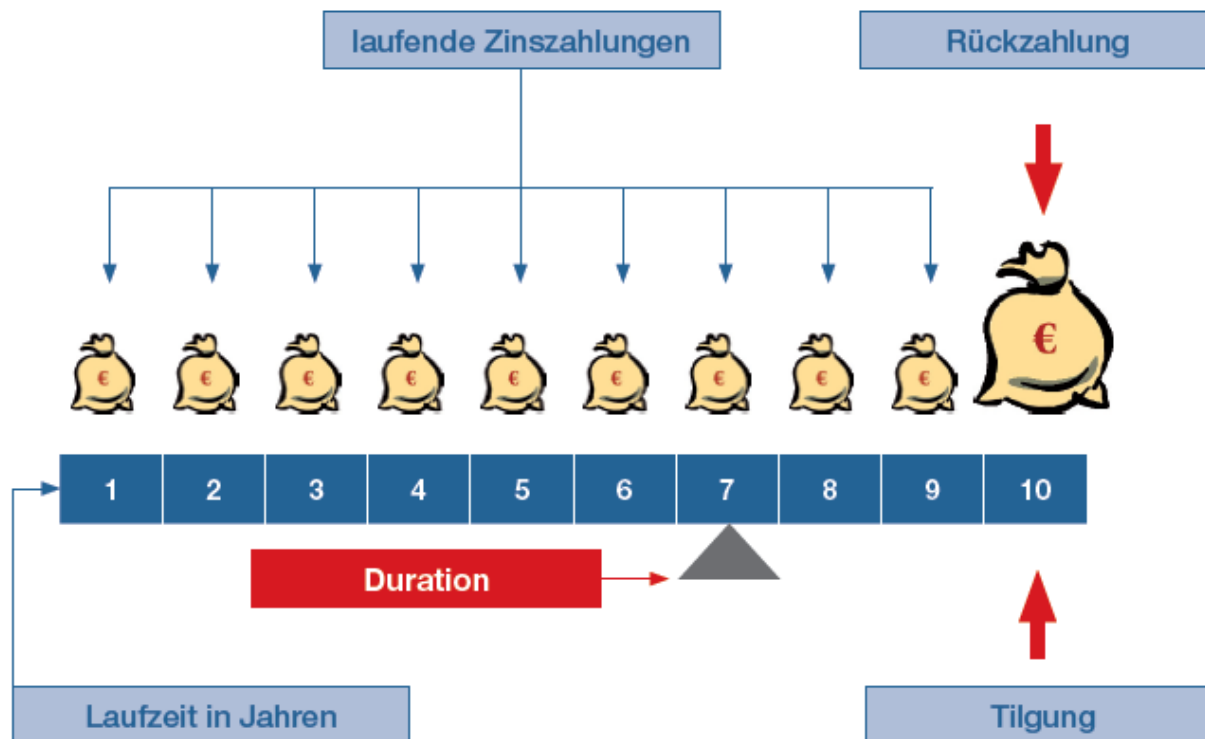 laufende Zinszahlungen
Rückzahlung
€ € € € € € € € € €
1 2 3 4 5 6 7 8 9 10
Duration
Laufzeit in Jahren
Tilgung